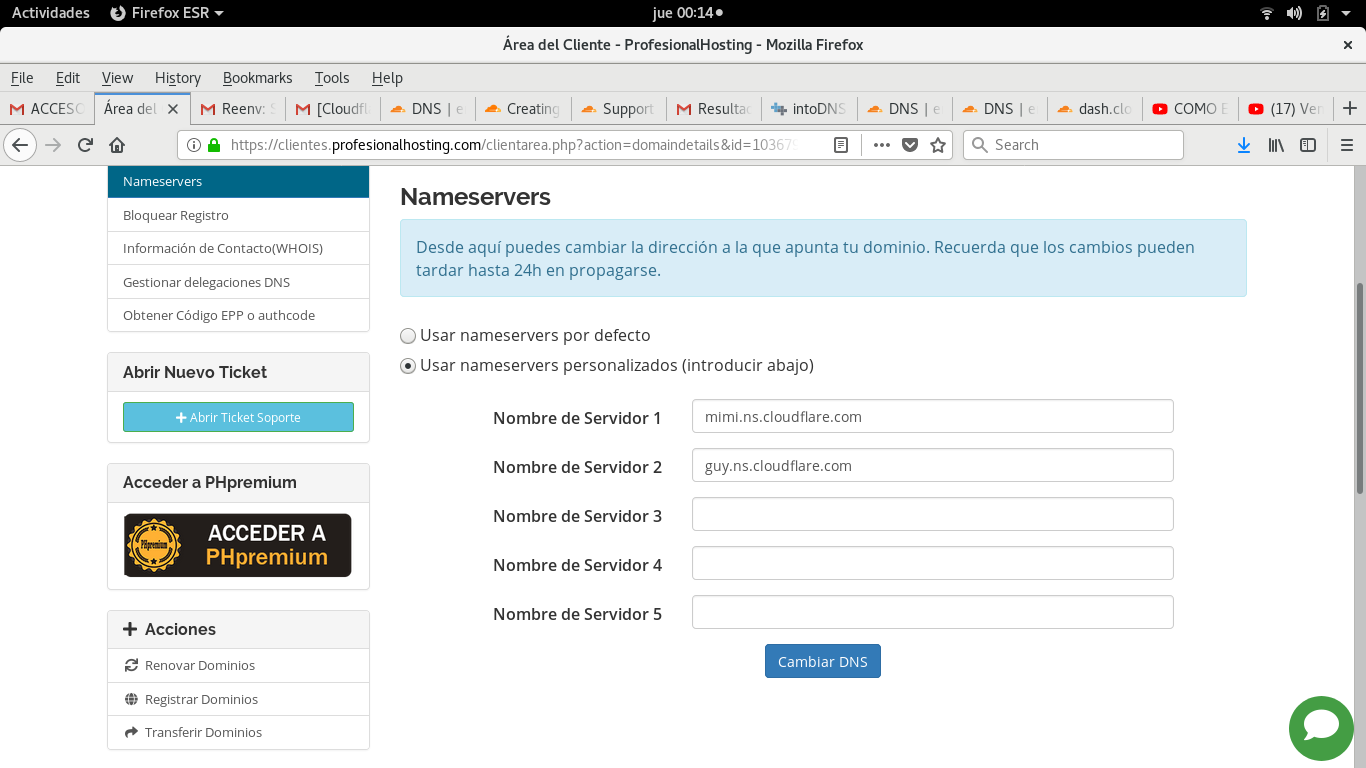 Actividades Firefox ESR jue 00:14
Área del Cliente - ProfesionalHosting - Mozilla Firefox
File Edit View History Bookmarks Tools Help
ACCESO Área del Reenv: S [Cloudfl DNS | e Creating Support Resultad intoDNS DNS | e DNS | e dash.clo COMO E (17) Ver
https://clientes.profesionalhosting.com/clientarea.php?action=domaindetails&id=103679 Search
Nameservers
Bloquear Registro
Información de Contacto(WHOIS)
Gestionar delegaciones DNS
Obtener Código EPP o authcode
Abrir Nuevo Ticket
Abrir Ticket Soporte
Acceder a PHpremium
PHpremium
ACCEDER A
PHpremium
Acciones
Renovar Dominios
Registrar Dominios
Transferir Dominios
Nameservers
Desde aquí puedes cambiar la dirección a la que apunta tu dominio. Recuerda que los cambios pueden
tardar hasta 24h en propagarse.
Usar nameservers por defecto
Usar nameservers personalizados (introducir abajo)
Nombre de Servidor 1 mimi.ns.cloudflare.com
Nombre de Servidor 2 guy.ns.cloudflare.com
Nombre de Servidor 3
Nombre de Servidor 4
Nombre de Servidor 5
Cambiar DNS